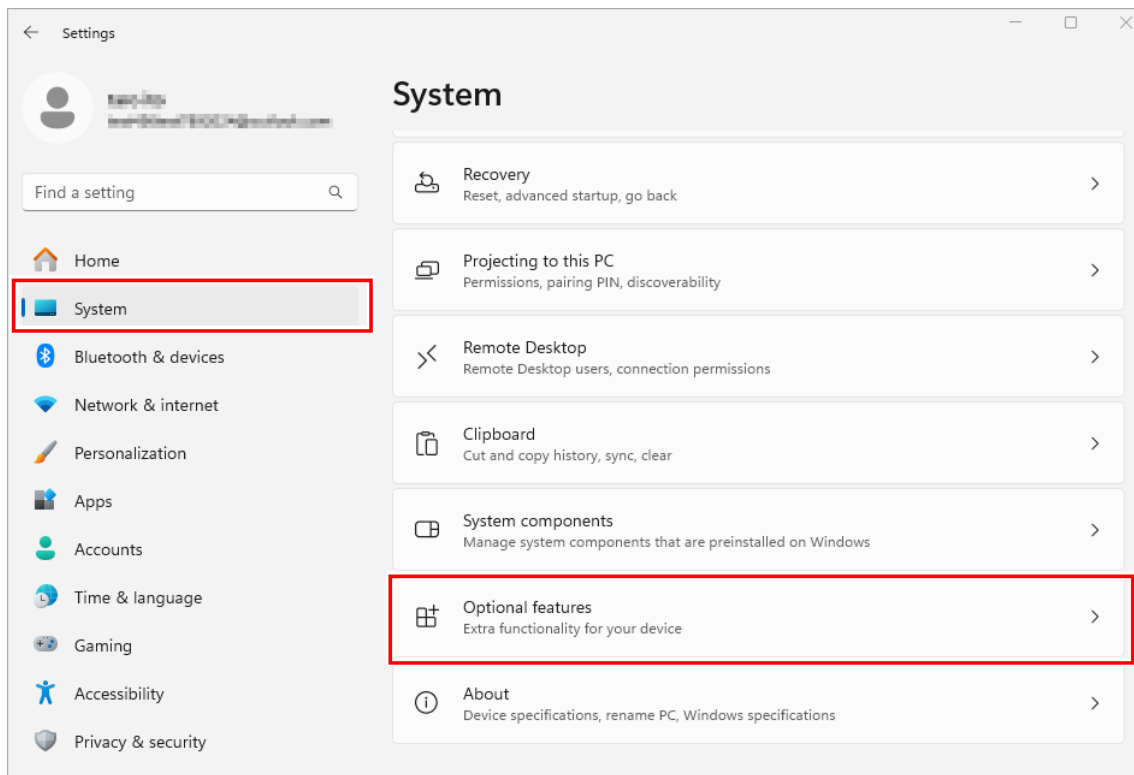 Settings
System
Find a setting
Home
System
Bluetooth & devices
Network & internet
Personalization
Apps
Accounts
Time & language
Gaming
Accessibility
Privacy & security
Recovery
Reset, advanced startup, go back
Projecting to this PC
Permissions, pairing PIN, discoverability
Remote Desktop
Remote Desktop users, connection permissions
Clipboard
Cut and copy history, sync, clear
System components
Manage system components that are preinstalled on Windows
Optional features
Extra functionality for your device
About
Device specifications, rename PC, Windows specifications